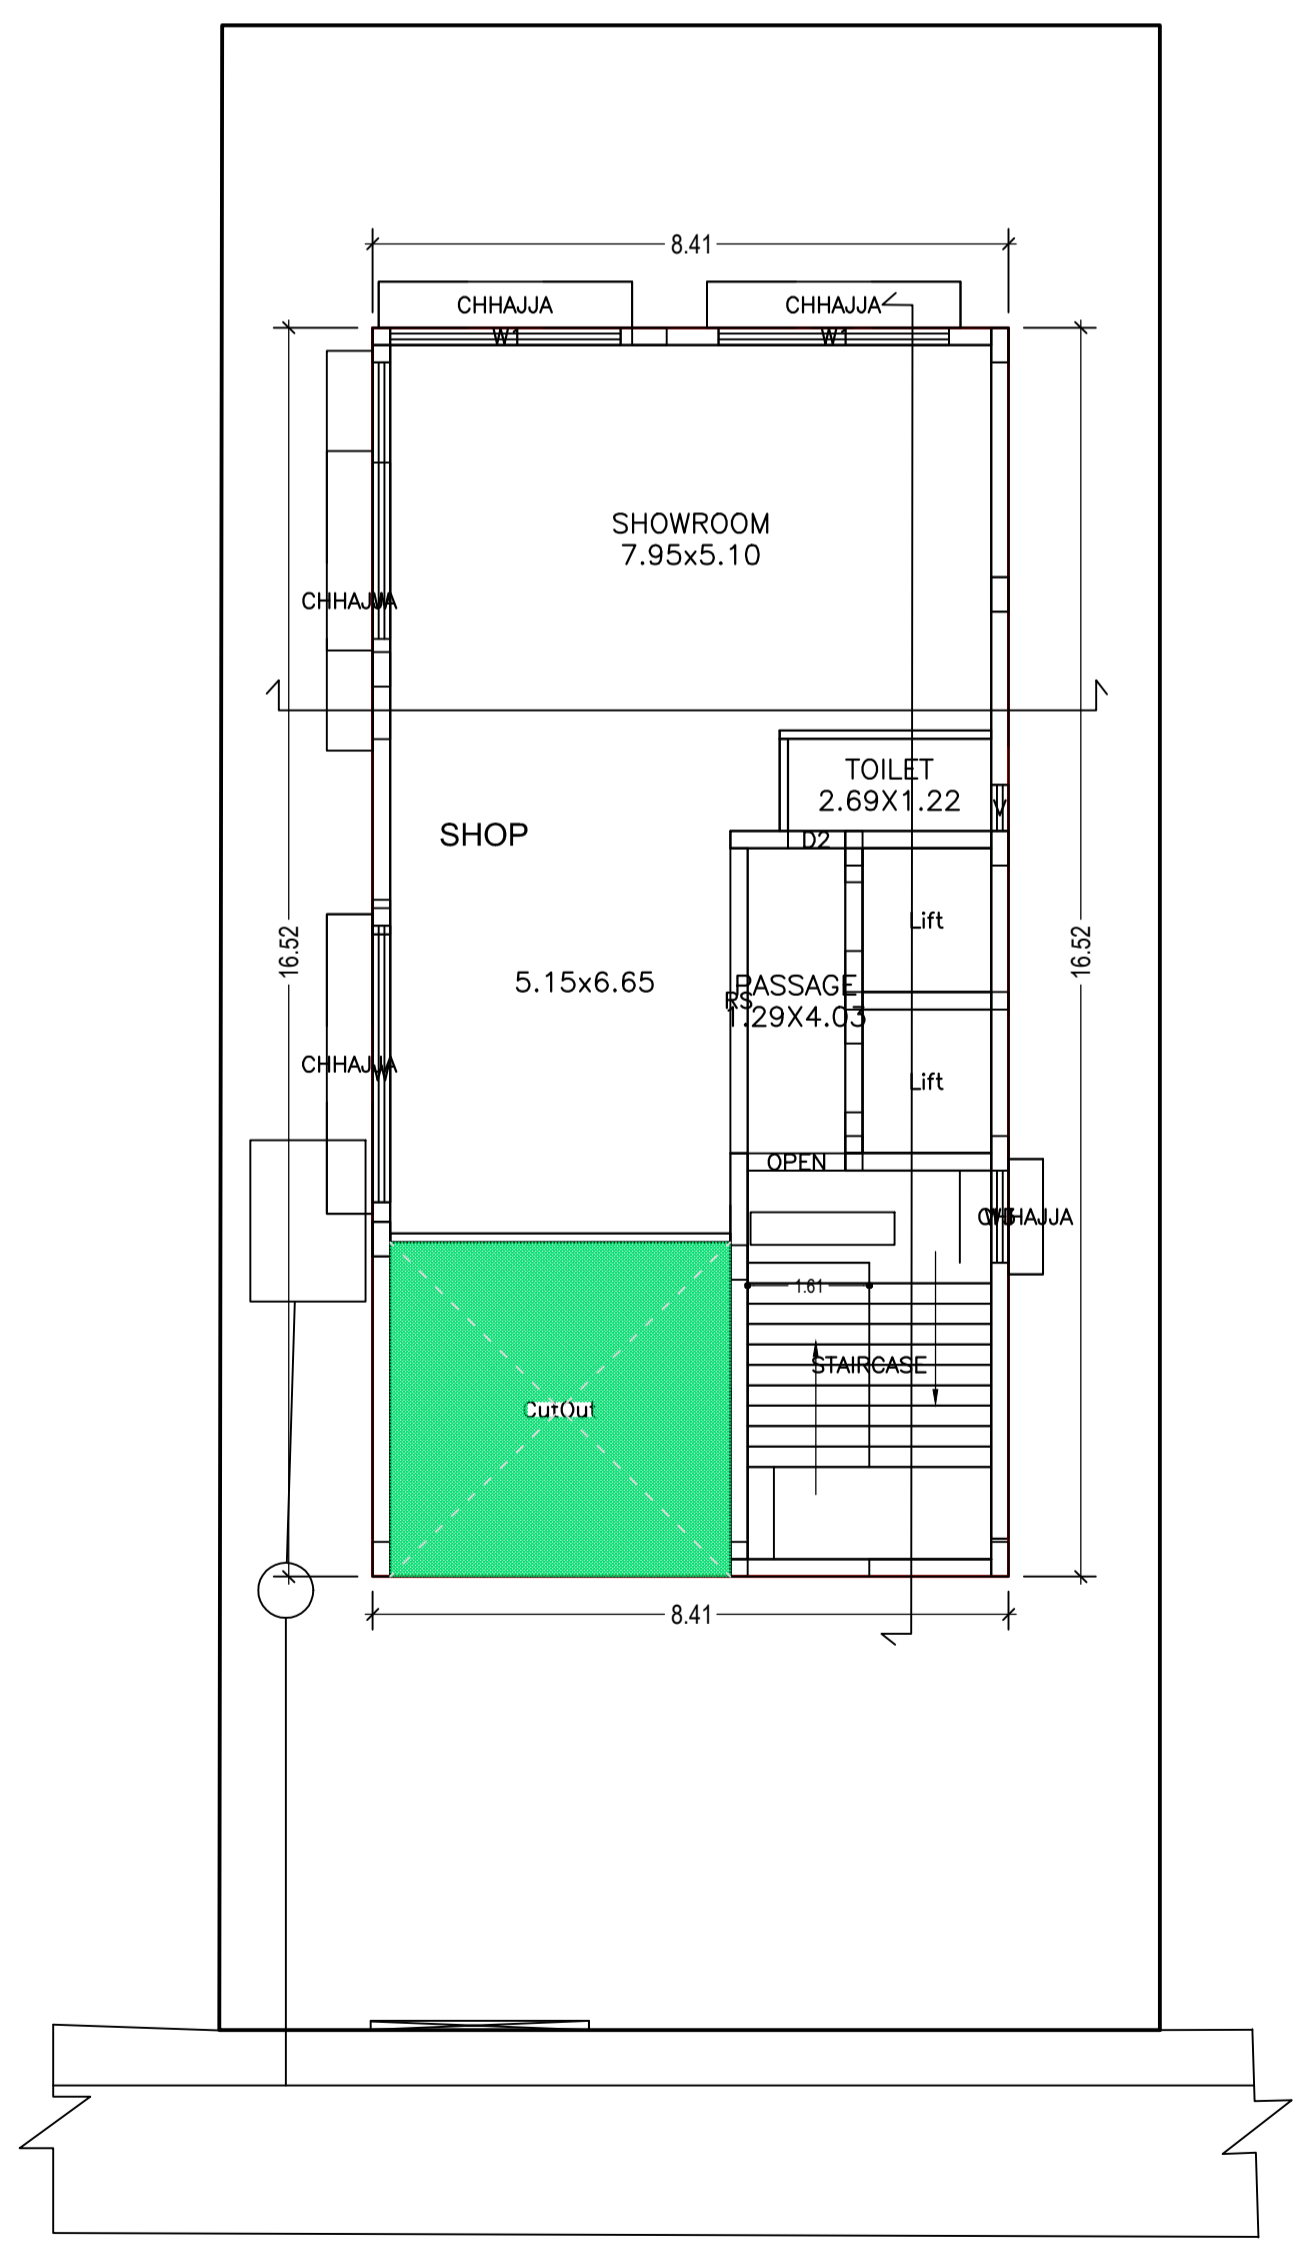 8.41
CHHAJJA
CHHAJJA
W1
W1
SHOWROOM
7.95x5.10
CHHAJJA
W
TOILET
2.69X1.22
V
SHOP
D2
Lift
16.52
16.52
5.15x6.65
PASSAGE
RS
1.29X4.03
CHHAJJA
W
Lift
OPEN
CHHAJJA
1.61
STAIRCASE
CutOut
8.41